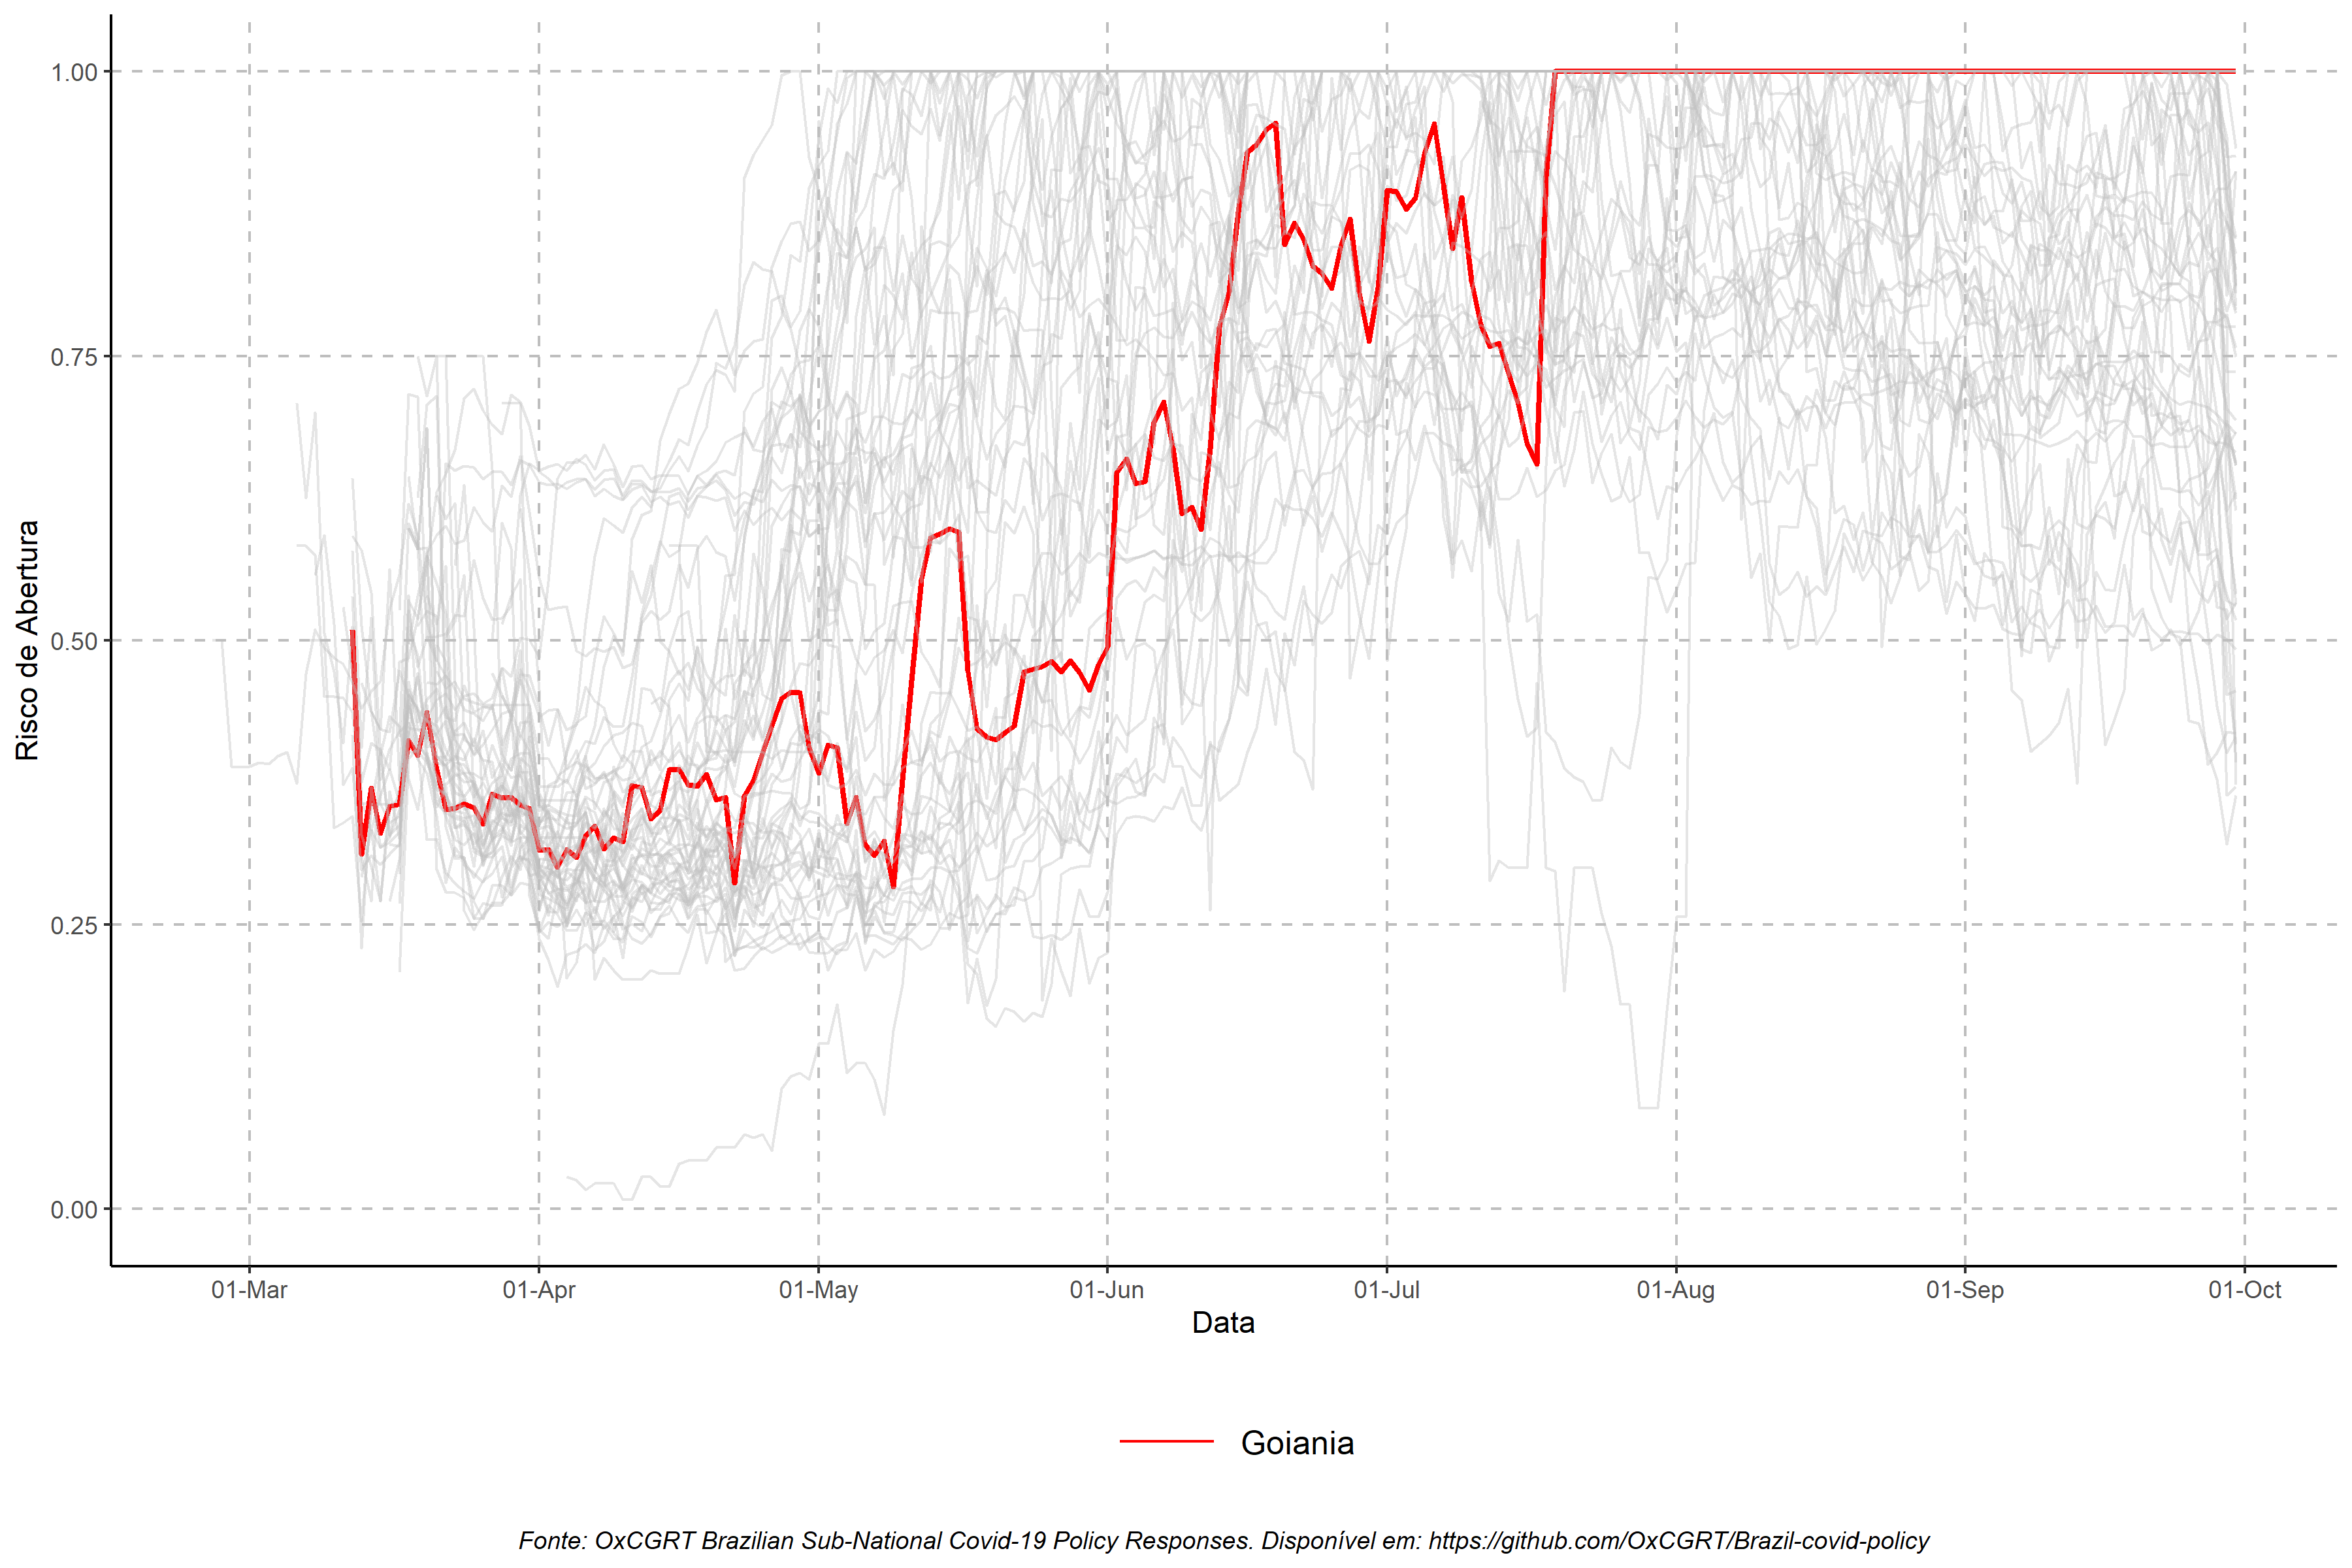 1.00
0.75
0.50
0.25
0.00
Risco de Abertura
01-Mar 01-Apr 01-May 01-Jun 01-Jul 01-Aug 01-Sep 01-Oct
Data
Goiania
Fonte: OxCGRT Brazilian Sub-National Covid-19 Policy Responses. Disponível em: https://github.com/OxCGRT/Brazil-covid-policy